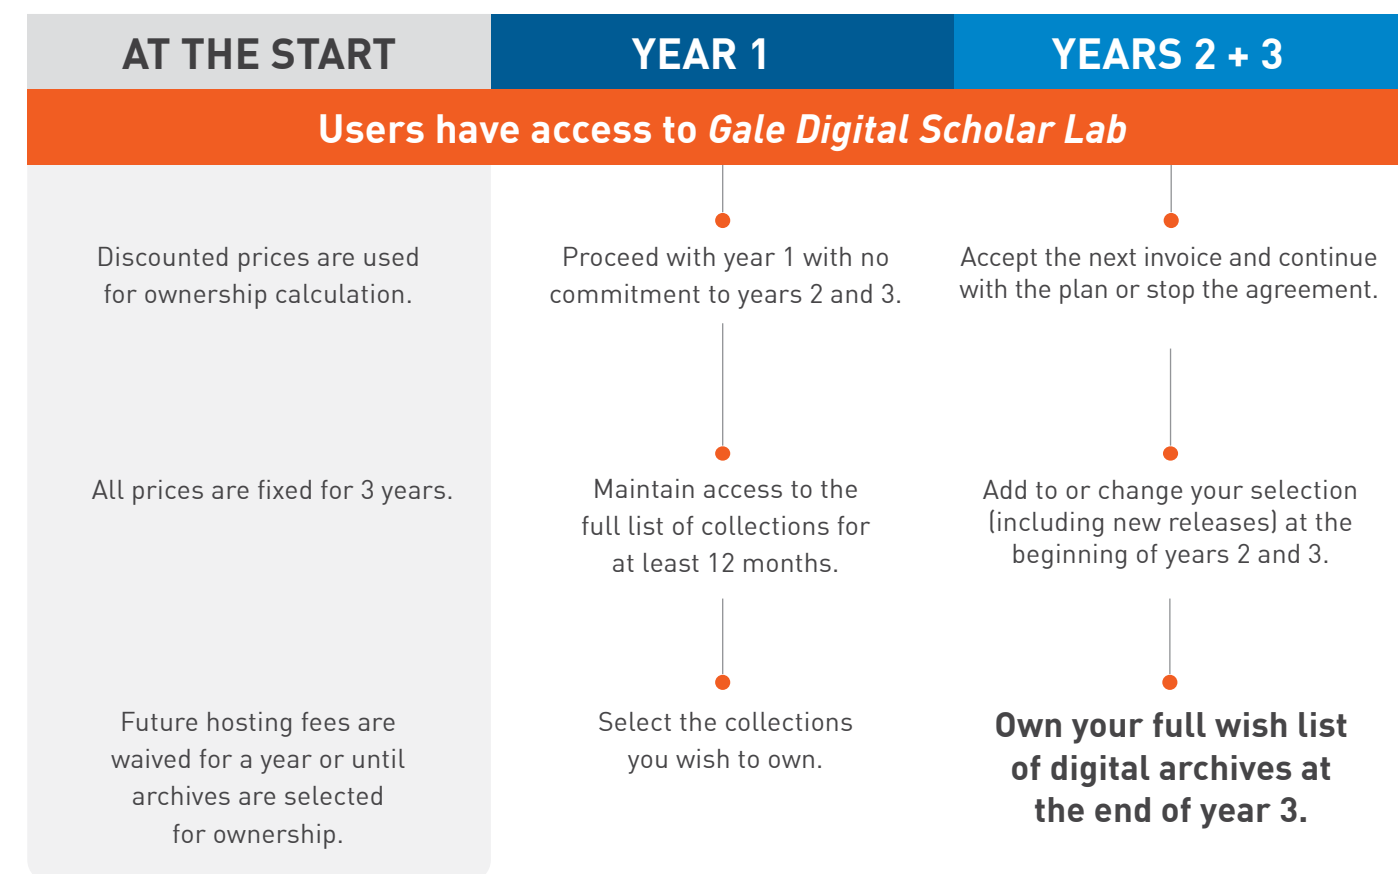 AT THE START
YEAR 1
YEARS 2 + 3
Users have access to Gale Digital Scholar Lab
Discounted prices are used
for ownership calculation.
All prices are fixed for 3 years.
Future hosting fees are
waived for a year or until
archives are selected
for ownership.
Proceed with year 1 with no
commitment to years 2 and 3.
Maintain access to the
full list of collections for
at least 12 months.
Select the collections
you wish to own.
Accept the next invoice and continue
with the plan or stop the agreement.
Add to or change your selection
(including new releases) at the
beginning of years 2 and 3.
Own your full wish list
of digital archives at
the end of year 3.